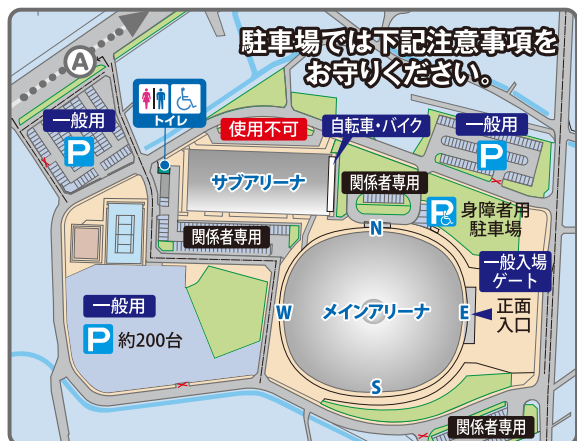 駐車場では下記注意事項を
お守りください。
A
一般用
P
トイレ
使用不可
自転車・バイク
一般用
P
サブアリーナ
関係者専用
P
身障者用
駐車場
関係者専用
N
一般入場
ゲート
一般用
P 約200台
W
メインアリーナ
E
正面
入口
S
関係者専用